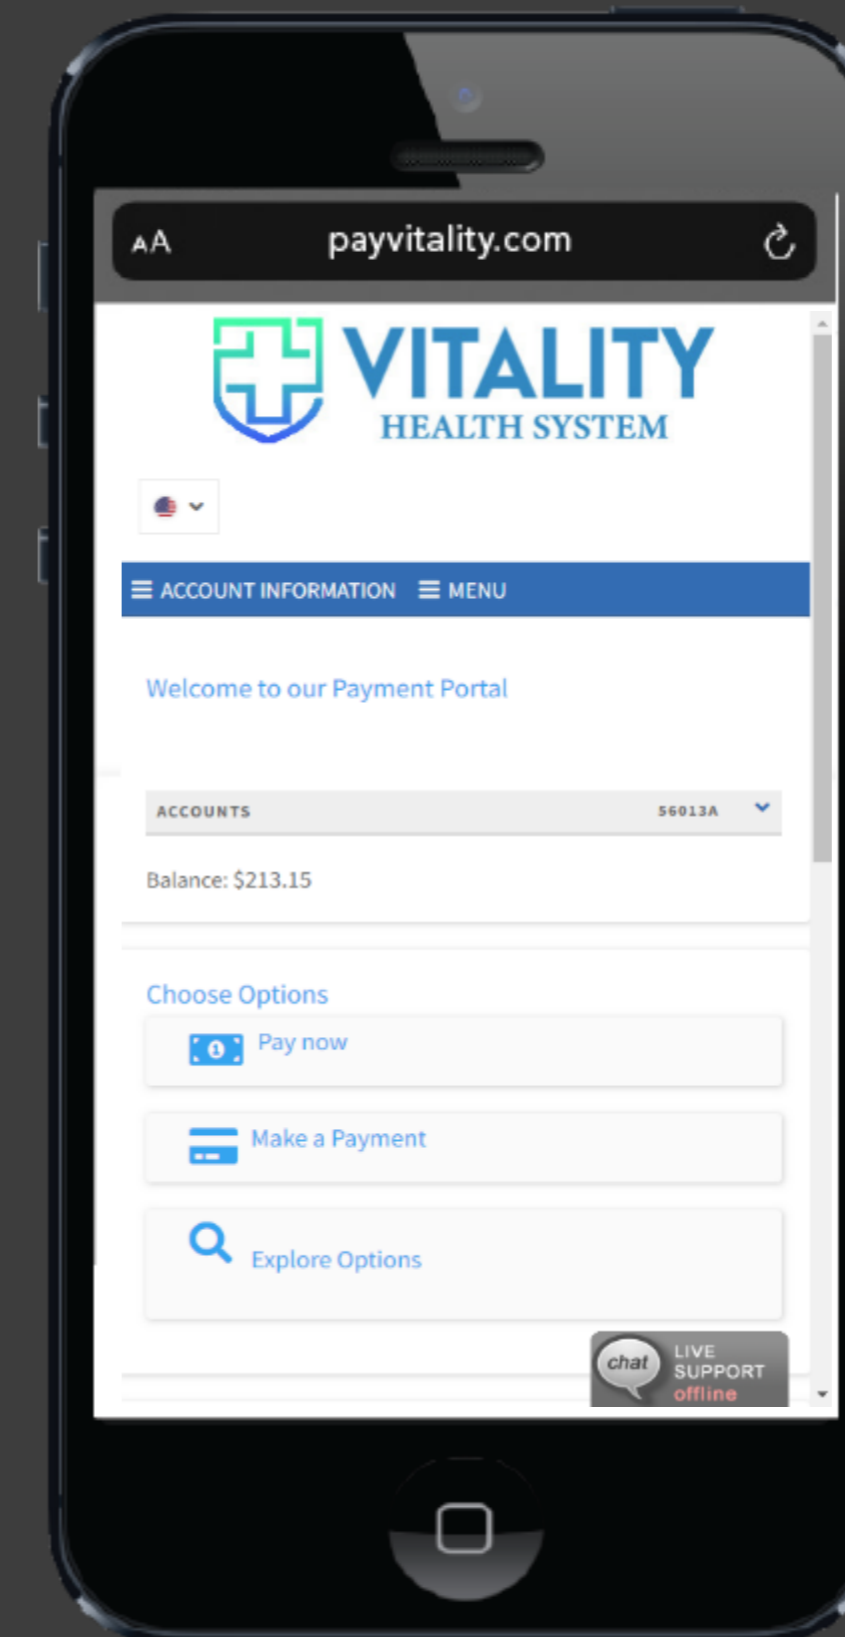 AA payvitality.com
VITALITY
HEALTH SYSTEM
ACCOUNT INFORMATION MENU
Welcome to our Payment Portal
ACCOUNTS 56013A
Balance: $213.15
Choose Options
1 Pay now
Make a Payment
Explore Options
chat LIVE
SUPPORT
offline